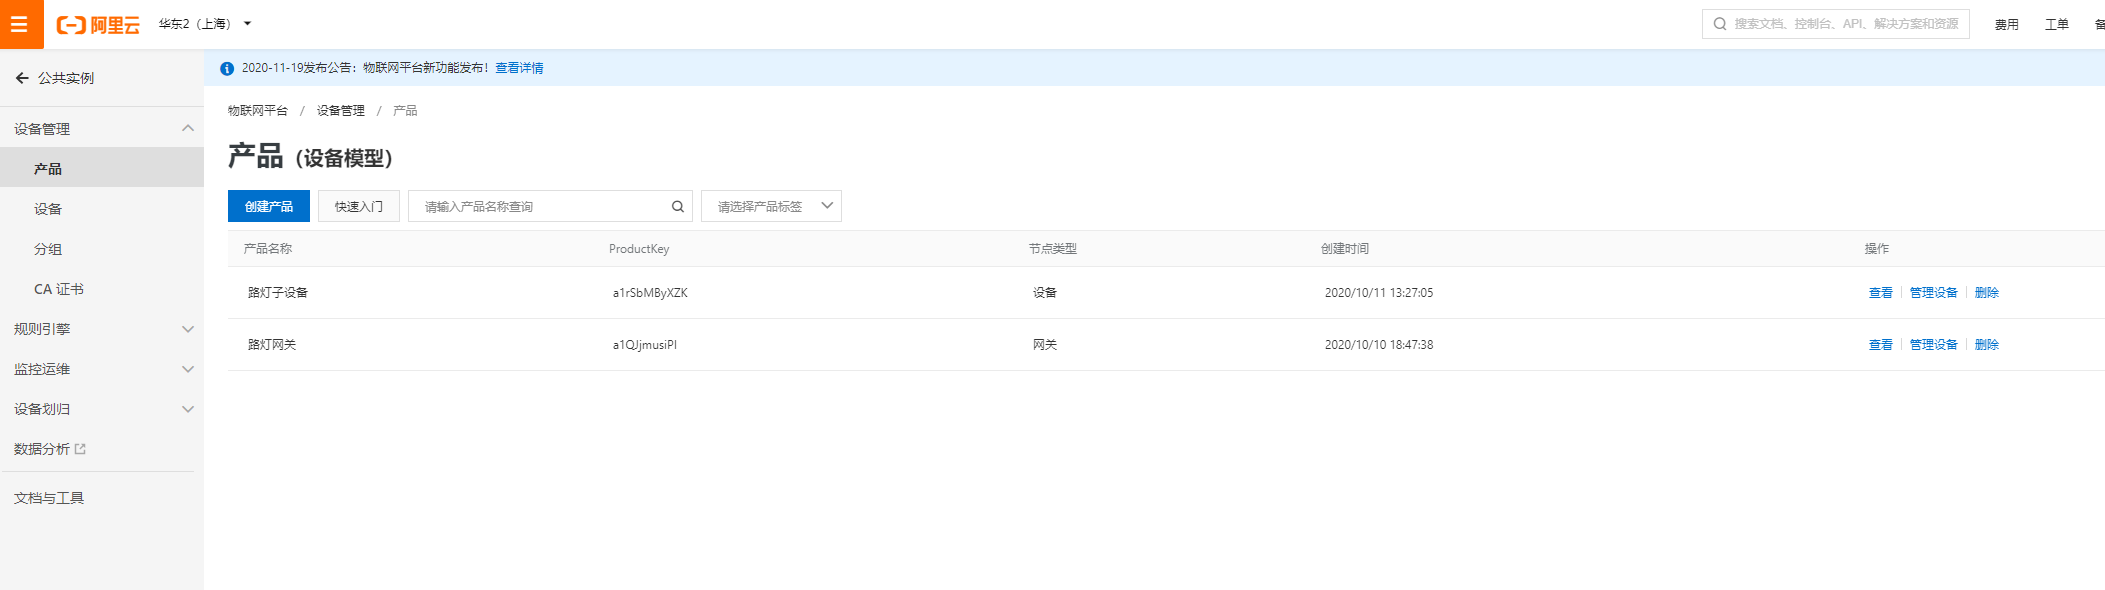 阿里云 华东2（上海） 搜索文档、控制台、API、解决方案和资源 费用 工单
公共实例
2020-11-19发布公告：物联网平台新功能发布！查看详情
设备管理
产品
设备
分组
CA 证书
规则引擎
监控运维
设备划归
数据分析
文档与工具
物联网平台 / 设备管理 / 产品
产品（设备模型）
创建产品 快速入门 请输入产品名称查询 请选择产品标签
产品名称 ProductKey 节点类型 创建时间 操作
路灯子设备 a1rSbMByXZK 设备 2020/10/11 13:27:05 查看 管理设备 删除
路灯网关 a1QJjmusiPI 网关 2020/10/10 18:47:38 查看 管理设备 删除